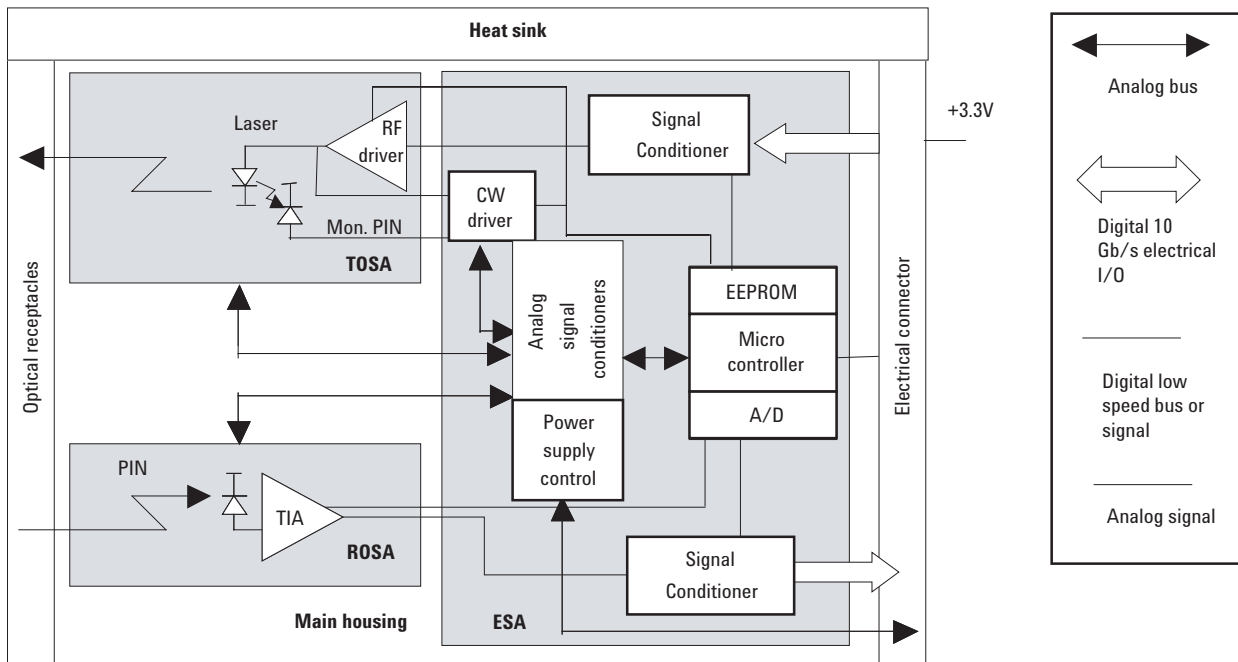 Heat sink
Optical receptacles
Laser
RF
driver
Mon. PIN
TOSA
CW
driver
Signal
Conditioner
Analog
signal
conditioners
EEPROM
Micro
controller
A/D
Power
supply
control
PIN
TIA
ROSA
Signal
Conditioner
Main housing
ESA
Electrical connector
+3.3V
Analog bus
Digital 10
Gb/s electrical
I/O
Digital low
speed bus or
signal
Analog signal